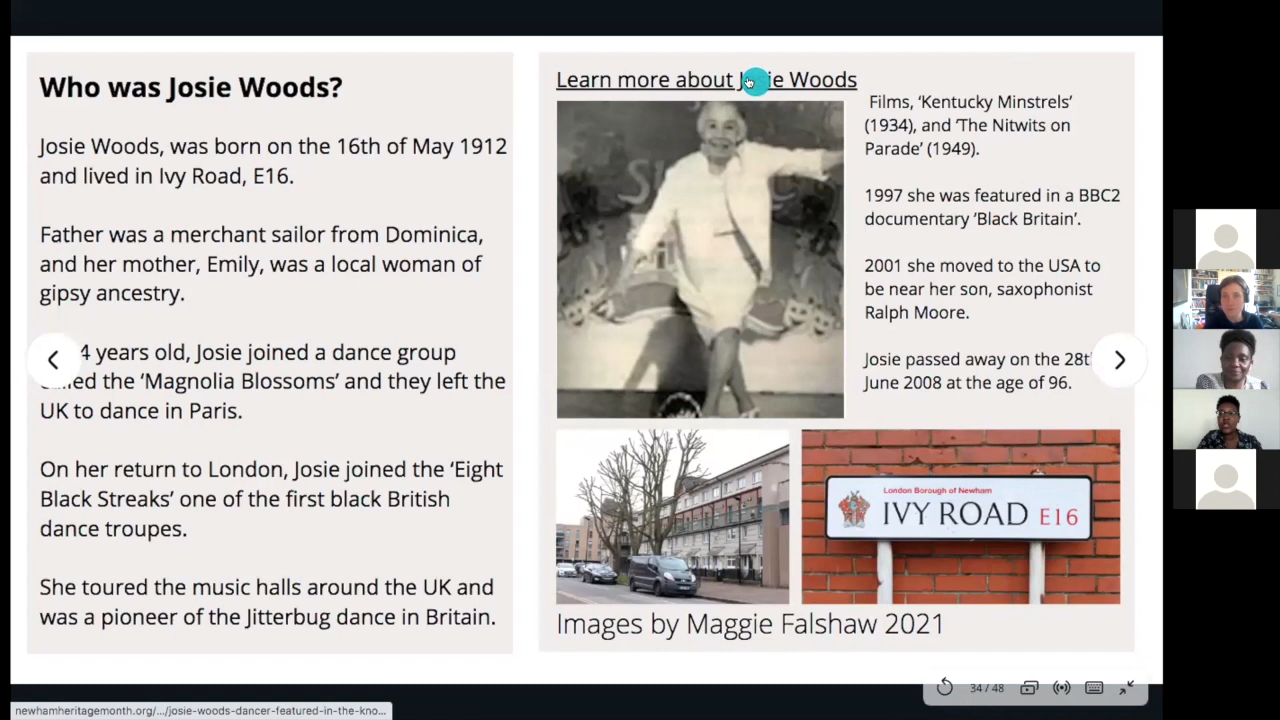 Who was Josie Woods?
Josie Woods, was born on the 16th of May 1912
and lived in Ivy Road, E16.
Father was a merchant sailor from Dominica,
and her mother, Emily, was a local woman of
gipsy ancestry.
4 years old, Josie joined a dance group
the ‘Magnolia Blossoms’ and they left the
UK to dance in Paris.
On her return to London, Josie joined the ‘Eight
Black Streaks’ one of the first black British
dance troupes.
She toured the music halls around the UK and
was a pioneer of the Jitterbug dance in Britain.
Learn more about Josie Woods
Films, ‘Kentucky Minstrels’
(1934), and ‘The Nitwits on
Parade’ (1949).
1997 she was featured in a BBC2
documentary ‘Black Britain’.
2001 she moved to the USA to
be near her son, saxophonist
Ralph Moore.
Josie passed away on the 28t
June 2008 at the age of 96.
London Borough of Newham
IVY ROAD E16
Images by Maggie Falshaw 2021
34 / 48
newhamheritagemonth.org/.../josie-woods-dancer-featured-in-the-kno...